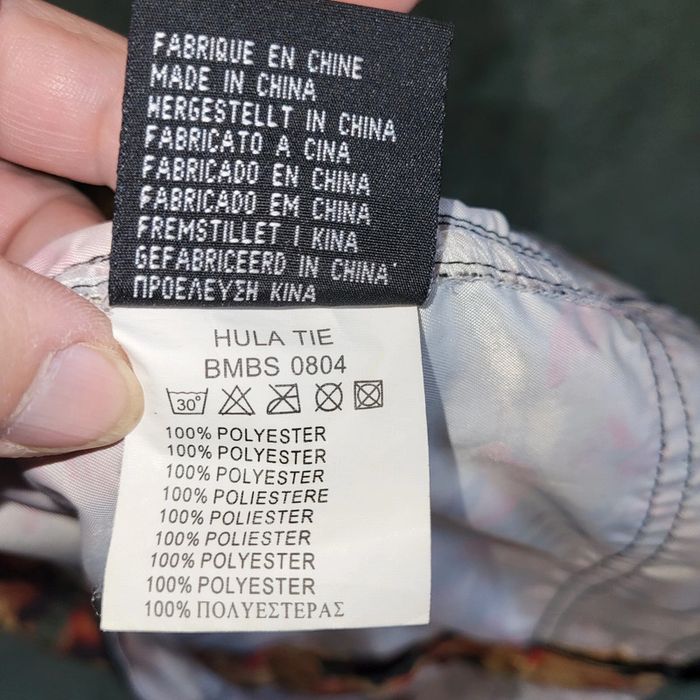 FABRIQUE EN CHINE
MADE IN CHINA
HERGESTELLT IN CHINA
FABRICATO A CINA
FABRICADO EN CHINA
FABRICADO EM CHINA
FREMSTILLET I KINA
GEFABRICEERD IN CHINA
ΠΡΟΕΛΕΥΣΗ ΚΙΝΑ
HULA TIE
BMBS 0804
30°
100% POLYESTER
100% POLYESTER
100% POLYESTER
100% POLIESTERE
100% POLIESTER
100% POLIESTER
100% POLYESTER
100% POLYESTER
100% ΠΟΛΥΕΣΤΕΡΑΣ